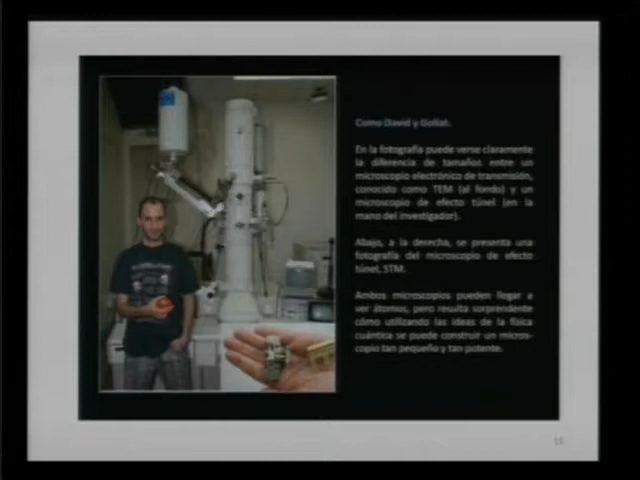 Como David y Goliat.
En la fotografía puede verse claramente
la diferencia de tamaños entre un
microscopio electrónico de transmisión,
conocido como TEM (al fondo) y un
microscopio de efecto túnel (en la
mano del investigador).
Abajo, a la derecha, se presenta una
fotografía del microscopio de efecto
túnel, STM.
Ambos microscopios pueden llegar a
ver átomos, pero resulta sorprendente
cómo utilizando las ideas de la física
cuántica se puede construir un micros-
copio tan pequeño y tan potente.